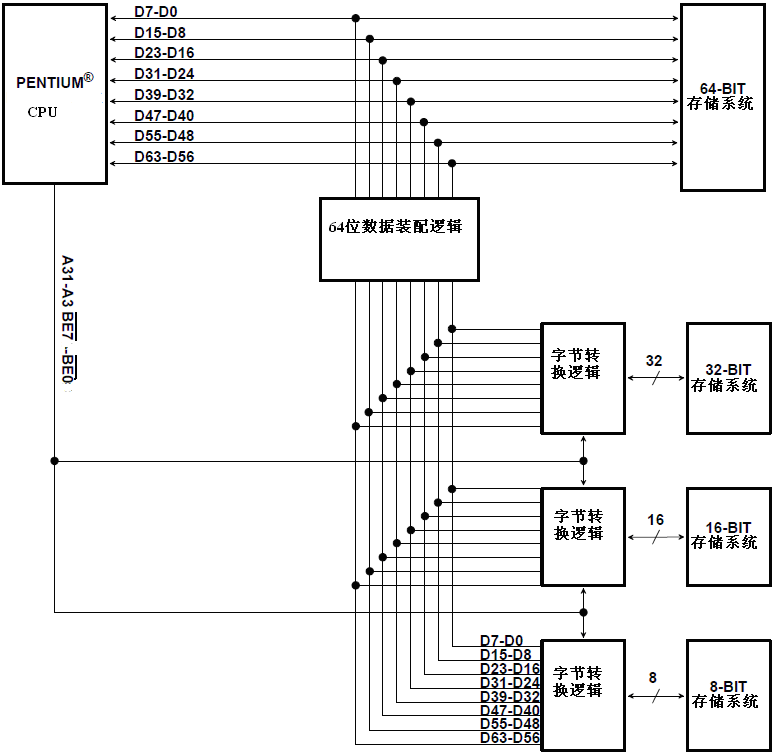 D7-D0
D15-D8
D23-D16
D31-D24
D39-D32
D47-D40
D55-D48
D63-D56
PENTIUM®
CPU
64-BIT
存储系统
64位数据装配逻辑
A31-A3 BE7 --BE0
字节转
换逻辑
32
32-BIT
存储系统
字节转
换逻辑
16
16-BIT
存储系统
D7-D0
D15-D8
D23-D16
D31-D24
D39-D32
D47-D40
D55-D48
D63-D56
字节转
换逻辑
8
8-BIT
存储系统